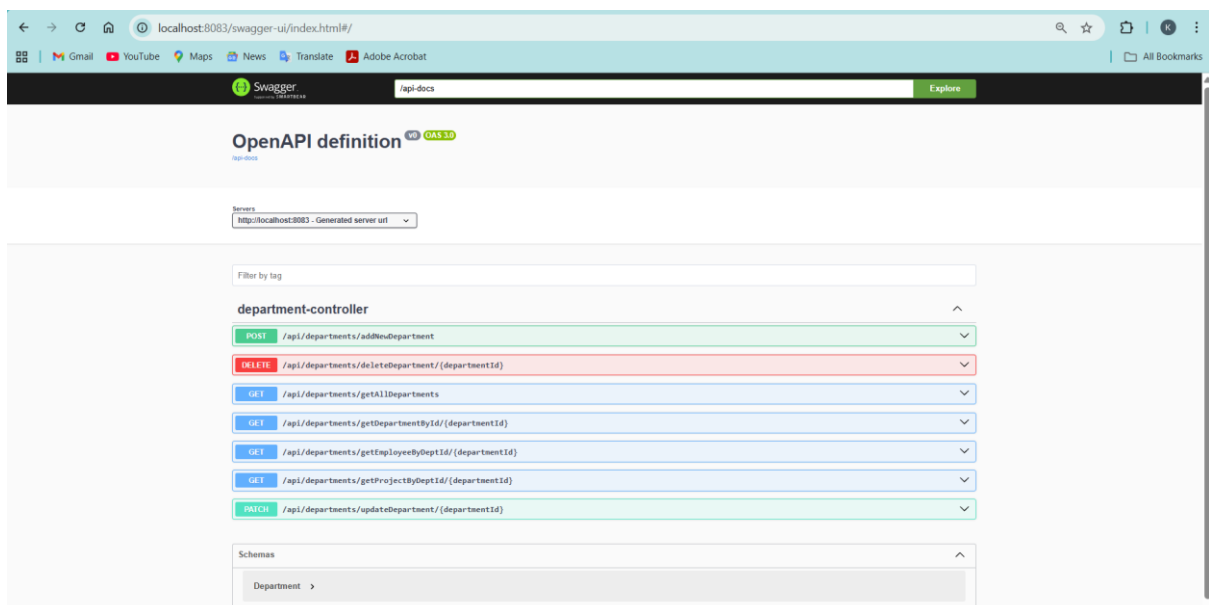 localhost:8083/swagger-ui/index.html#/
K
Gmail YouTube Maps News Translate Adobe Acrobat All Bookmarks
Swagger. /api-docs Explore
Supported by SMARTBEAR
OpenAPI definition v0 OAS 3.0
/api-docs
Servers
http://localhost:8083 - Generated server url
Filter by tag
department-controller
POST /api/departments/addNewDepartment
DELETE /api/departments/deleteDepartment/{departmentId}
GET /api/departments/getAllDepartments
GET /api/departments/getDepartmentById/{departmentId}
GET /api/departments/getEmployeeByDeptId/{departmentId}
GET /api/departments/getProjectByDeptId/{departmentId}
PATCH /api/departments/updateDepartment/{departmentId}
Schemas
Department